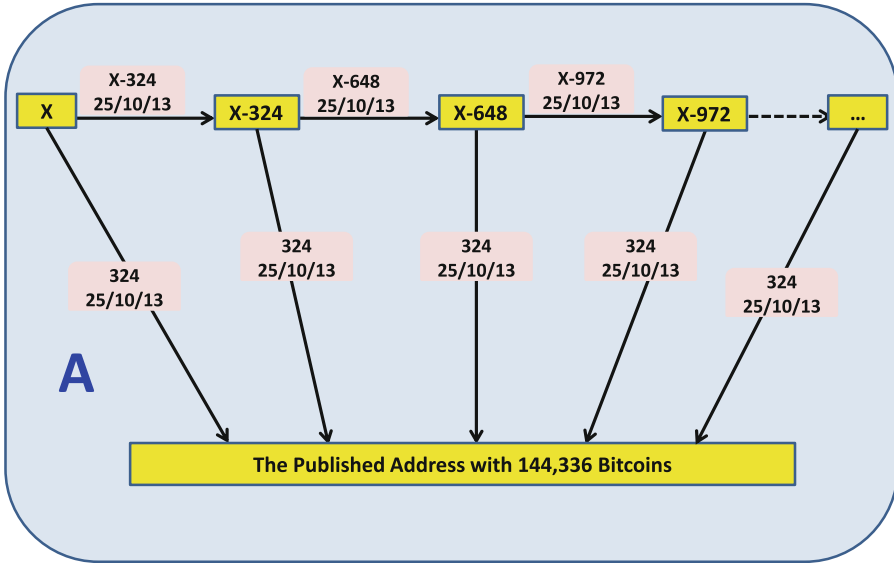 X-324
25/10/13
X-648
25/10/13
X-972
25/10/13
X
X-324
X-648
X-972
...
324
25/10/13
324
25/10/13
324
25/10/13
324
25/10/13
324
25/10/13
A
The Published Address with 144,336 Bitcoins